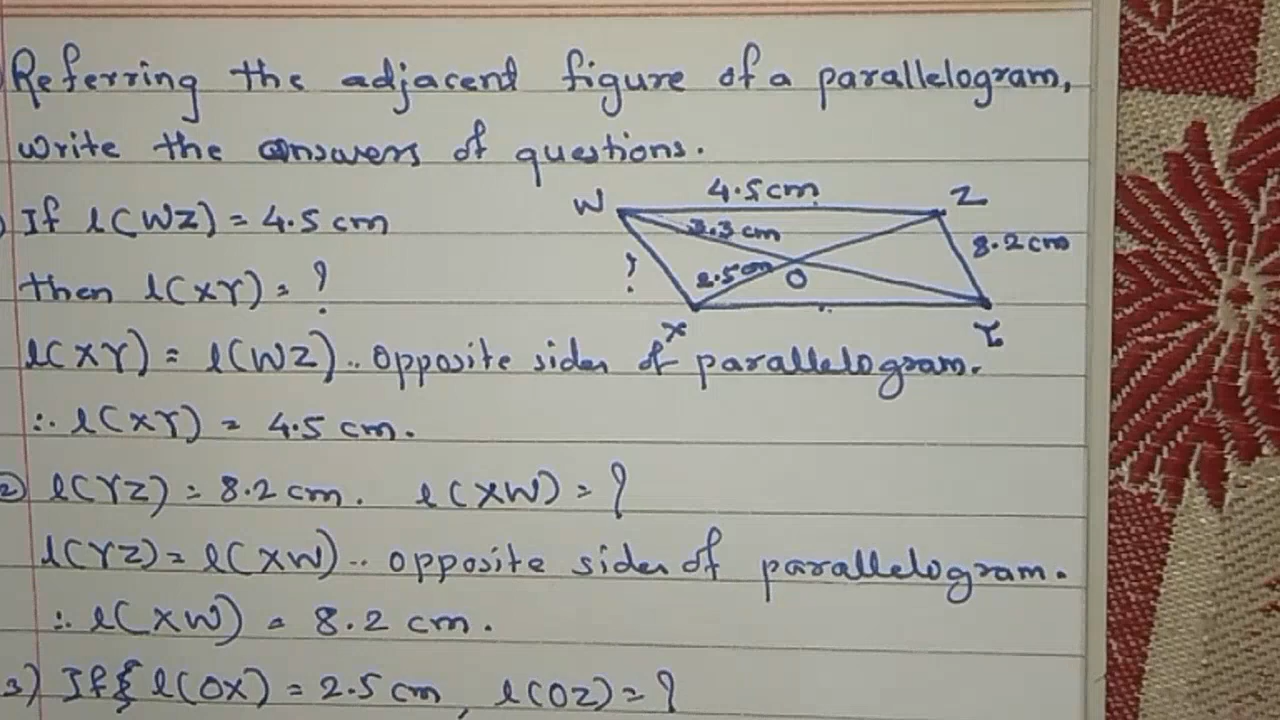 Referring the adjacent figure of a parallelogram,
write the answers of questions.
If l(WZ) = 4.5 cm
then l(XY) = ?
W
4.5 cm
Z
3.3 cm
8.2 cm
?
2.5cm
O
X
Y
l(XY) = l(WZ) .. opposite sides of parallelogram.
∴ l(XY) = 4.5 cm.
2) l(YZ) = 8.2 cm. l(XW) = ?
l(YZ) = l(XW) .. opposite sides of parallelogram.
∴ l(XW) = 8.2 cm.
3) If l(OX) = 2.5 cm, l(OZ) = ?